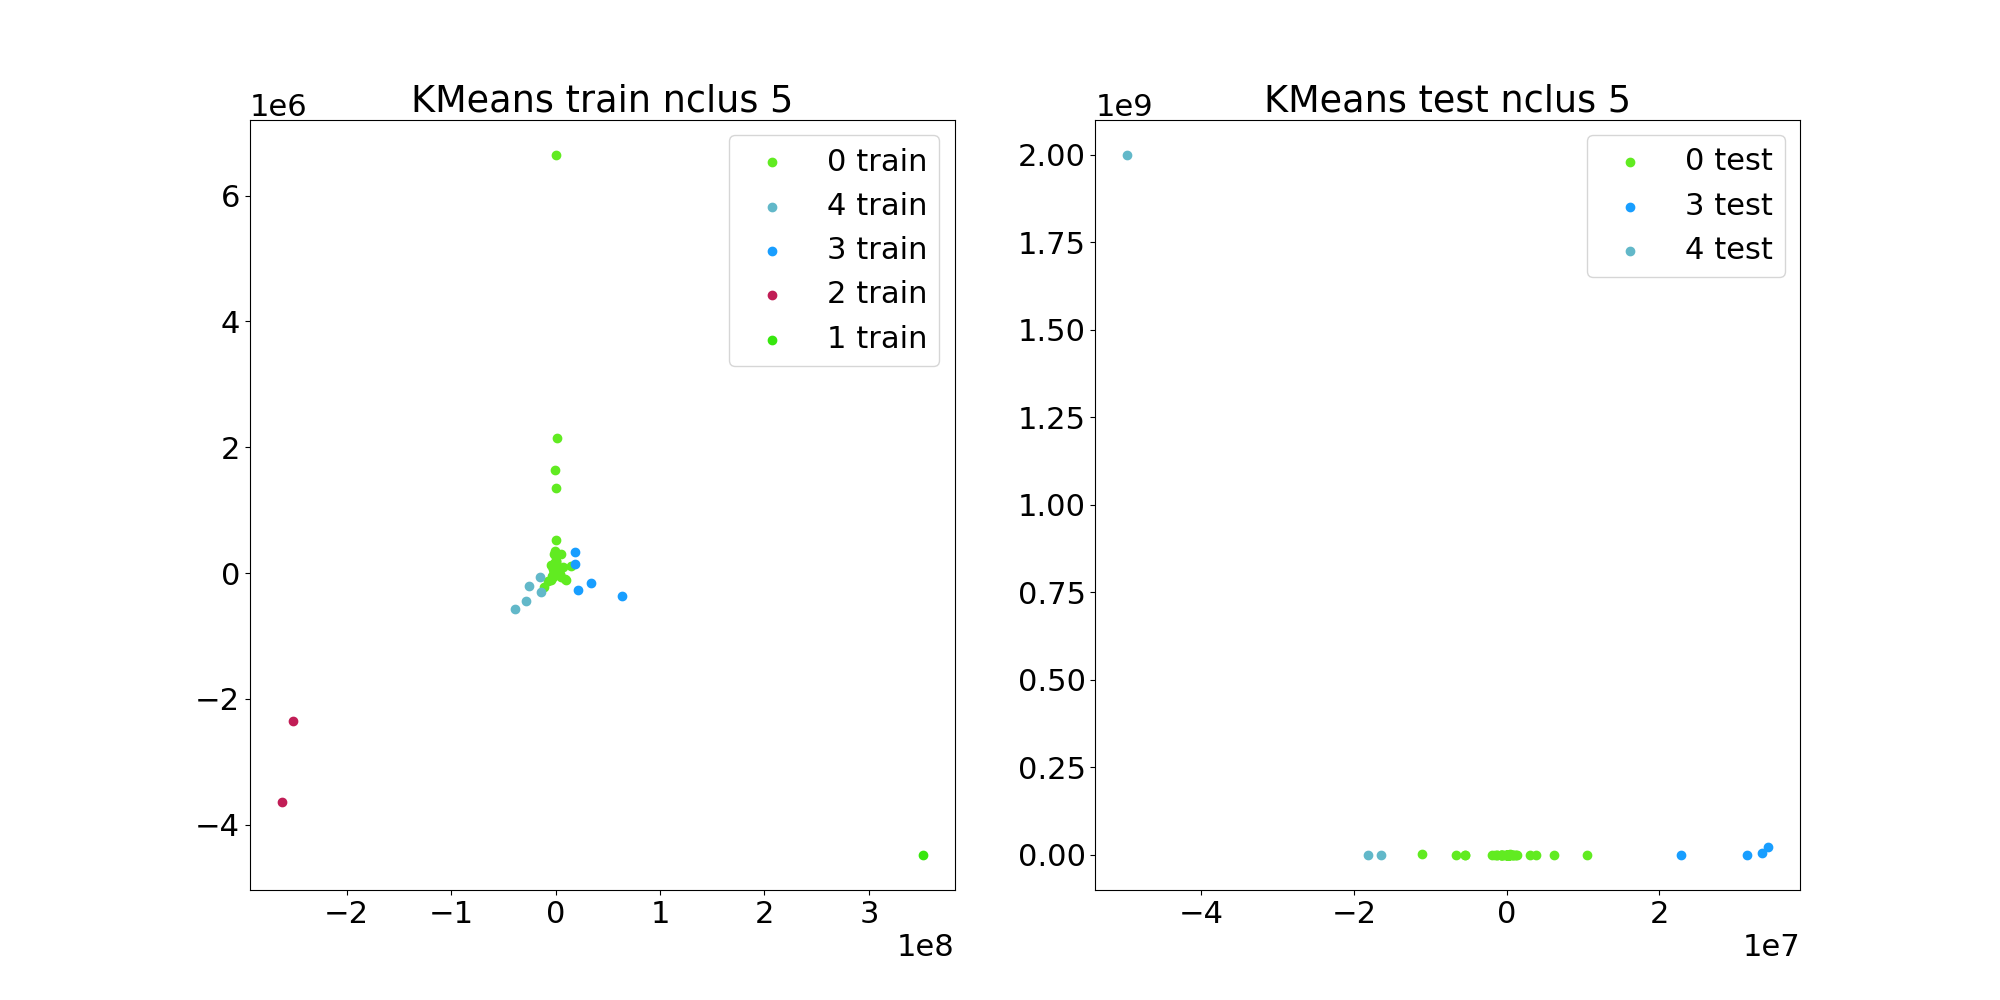 KMeans train nclus 5
1e6
0 train
4 train
3 train
2 train
1 train
6
4
2
0
−2
−4
−2
−1
0
1
2
3
1e8
KMeans test nclus 5
1e9
0 test
3 test
4 test
2.00
1.75
1.50
1.25
1.00
0.75
0.50
0.25
0.00
−4
−2
0
2
1e7